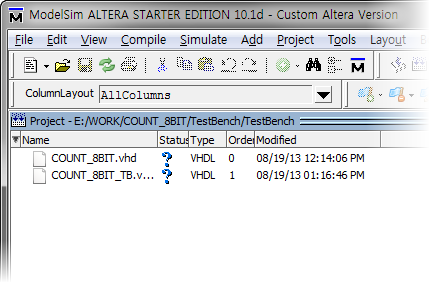 ModelSim ALTERA STARTER EDITION 10.1d - Custom Altera Version
File Edit View Compile Simulate Add Project Tools Layout
ColumnLayout AllColumns
Project - E:/WORK/COUNT_8BIT/TestBench/TestBench
Name Status Type Order Modified
COUNT_8BIT.vhd ? VHDL 0 08/19/13 12:14:06 PM
COUNT_8BIT_TB.v... ? VHDL 1 08/19/13 01:16:46 PM